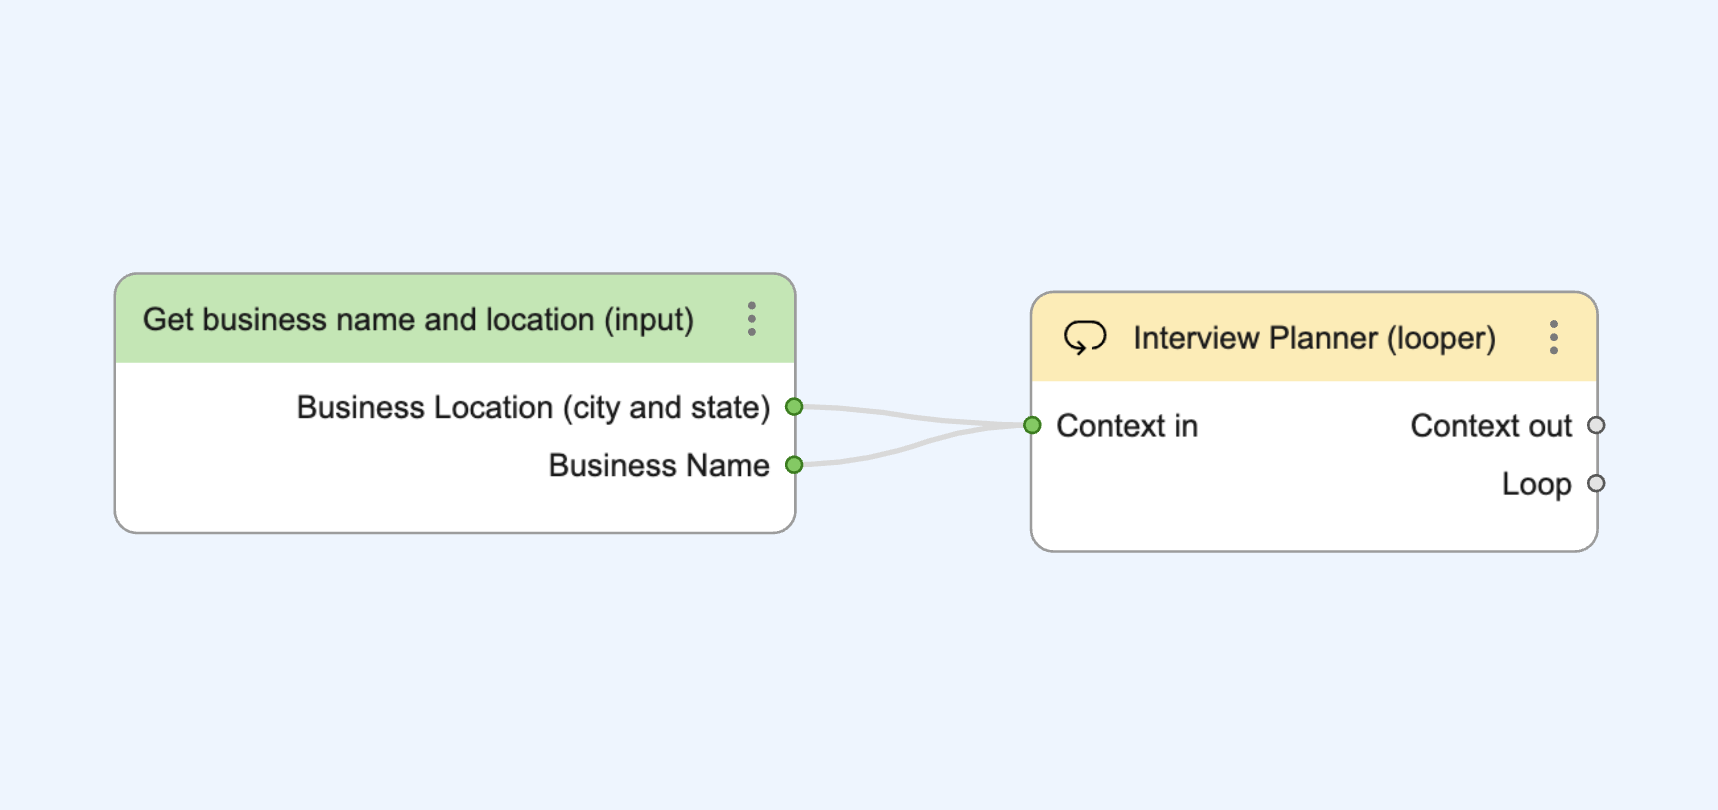 Get business name and location (input)
Business Location (city and state)
Business Name
Interview Planner (looper)
Context in
Context out
Loop